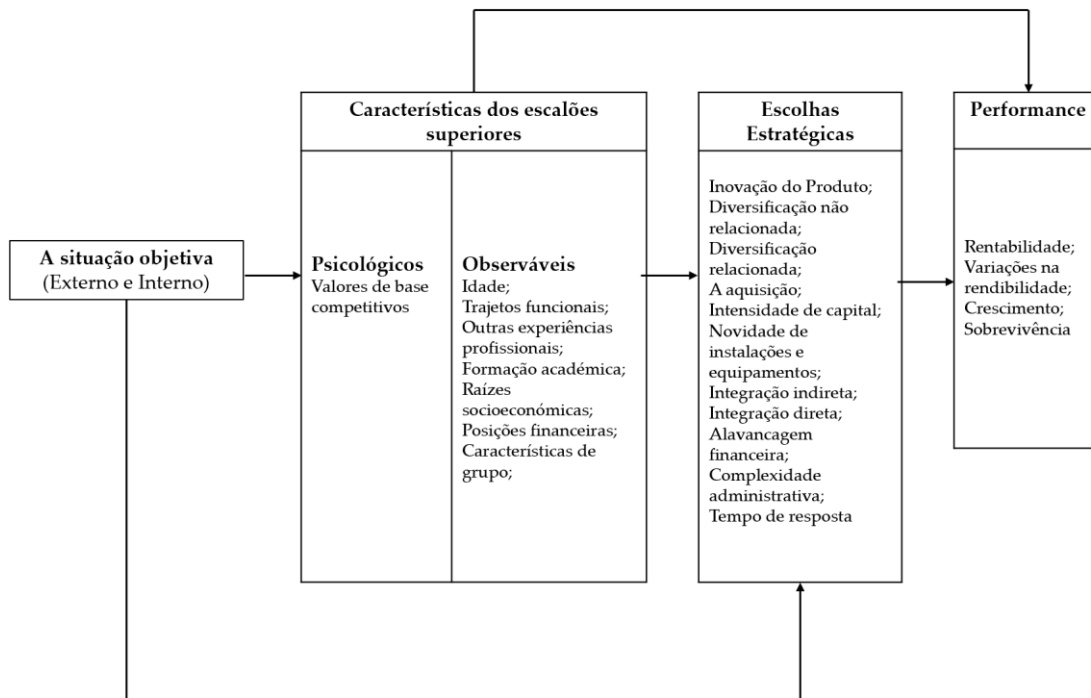 Características dos escalões
superiores
Escolhas
Estratégicas
Performance
A situação objetiva
(Externo e Interno)
Psicológicos
Valores de base
competitivos
Observáveis
Idade;
Trajetos funcionais;
Outras experiências
profissionais;
Formação académica;
Raízes
socioeconómicas;
Posições financeiras;
Características de
grupo;
Inovação do Produto;
Diversificação não
relacionada;
Diversificação
relacionada;
A aquisição;
Intensidade de capital;
Novidade de
instalações e
equipamentos;
Integração indireta;
Integração direta;
Alavancagem
financeira;
Complexidade
administrativa;
Tempo de resposta
Rentabilidade;
Variações na
rendibilidade;
Crescimento;
Sobrevivência